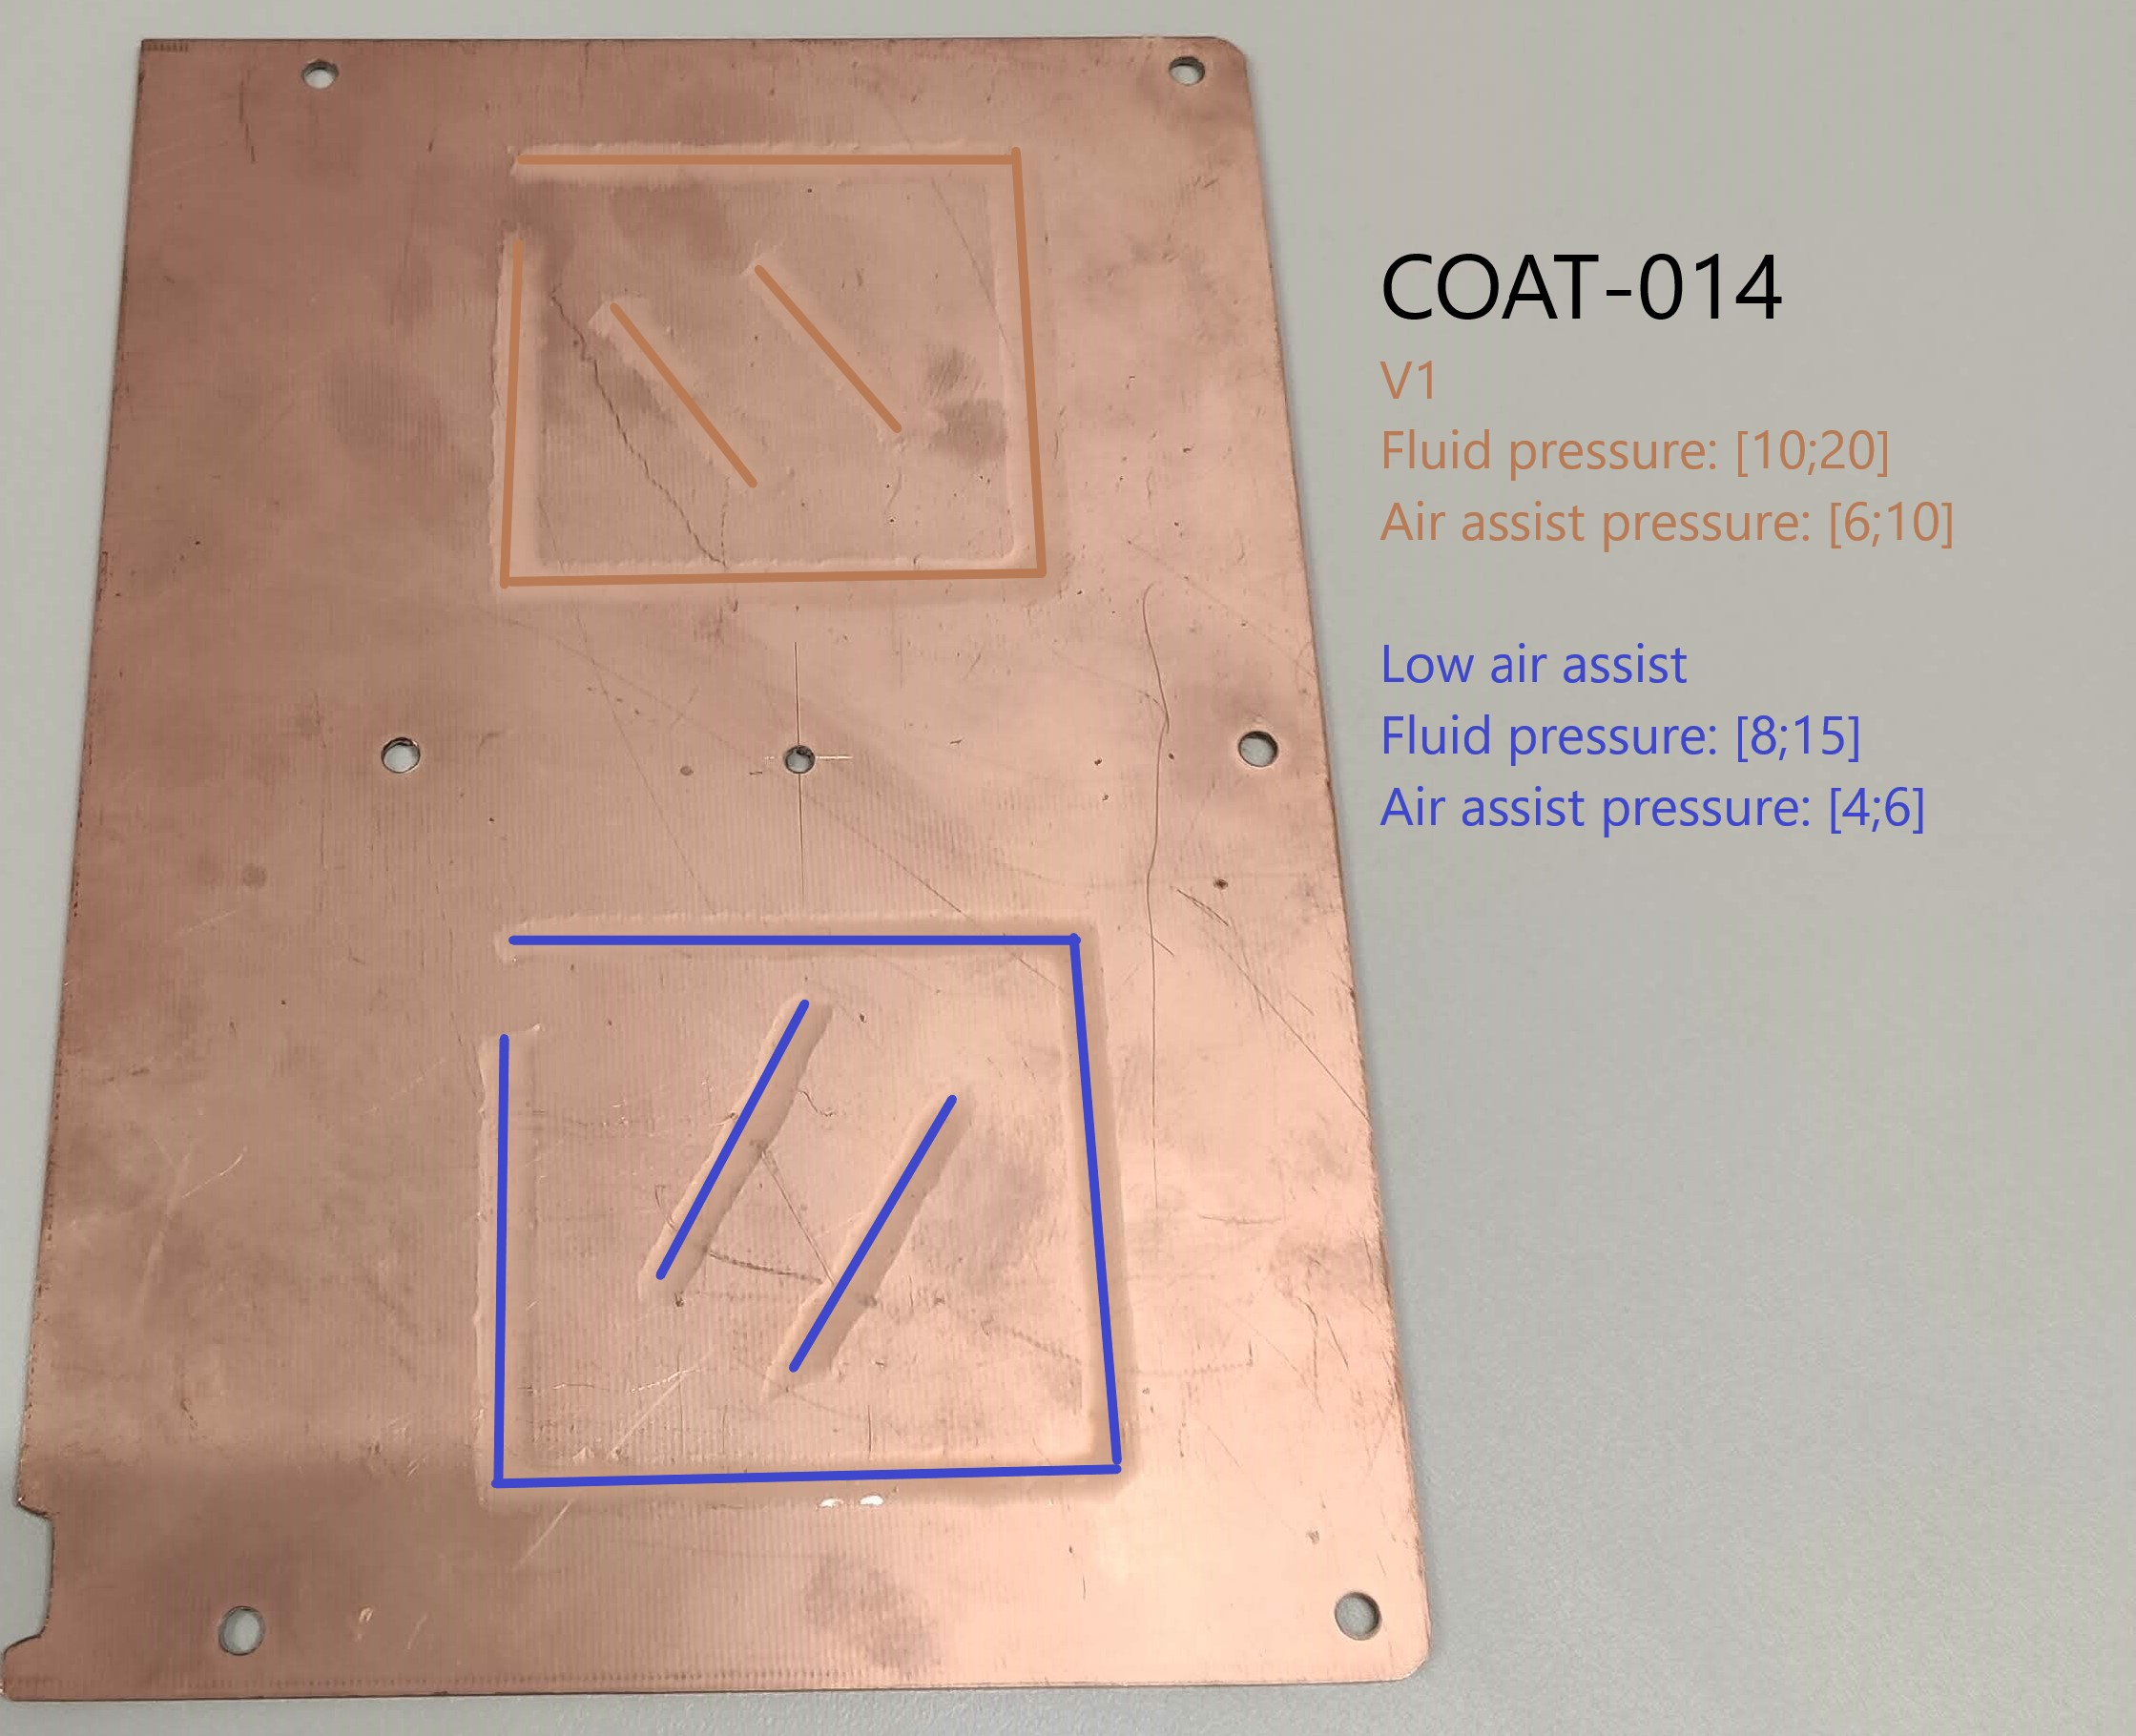 COAT-014
V1
Fluid pressure: [10;20]
Air assist pressure: [6;10]
Low air assist
Fluid pressure: [8;15]
Air assist pressure: [4;6]